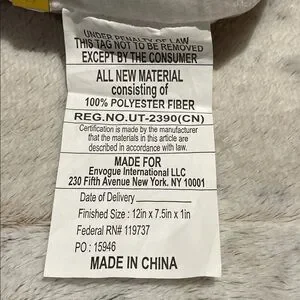 UNDER PENALTY OF LAW
THIS TAG NOT TO BE REMOVED
EXCEPT BY THE CONSUMER
ALL NEW MATERIAL
consisting of
100% POLYESTER FIBER
REG.NO.UT-2390(CN)
Certification is made by the manufacturer
that the materials in this article are
described in accordance with law.
MADE FOR
Envogue International LLC
230 Fifth Avenue New York. NY 10001
Date of Delivery
Finished Size : 12in x 7.5in x 1in
Federal RN# 119737
PO : 15946
MADE IN CHINA